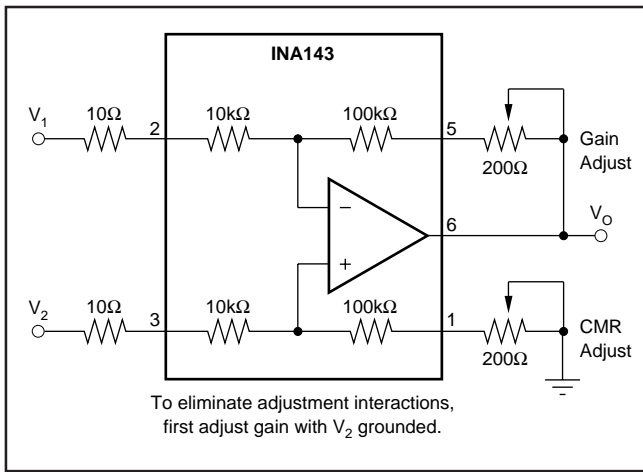 INA143
V1
10Ω
2
10kΩ
100kΩ
5
200Ω
Gain
Adjust
6
VO
V2
10Ω
3
10kΩ
100kΩ
1
200Ω
CMR
Adjust
−
+
To eliminate adjustment interactions,
first adjust gain with V2 grounded.